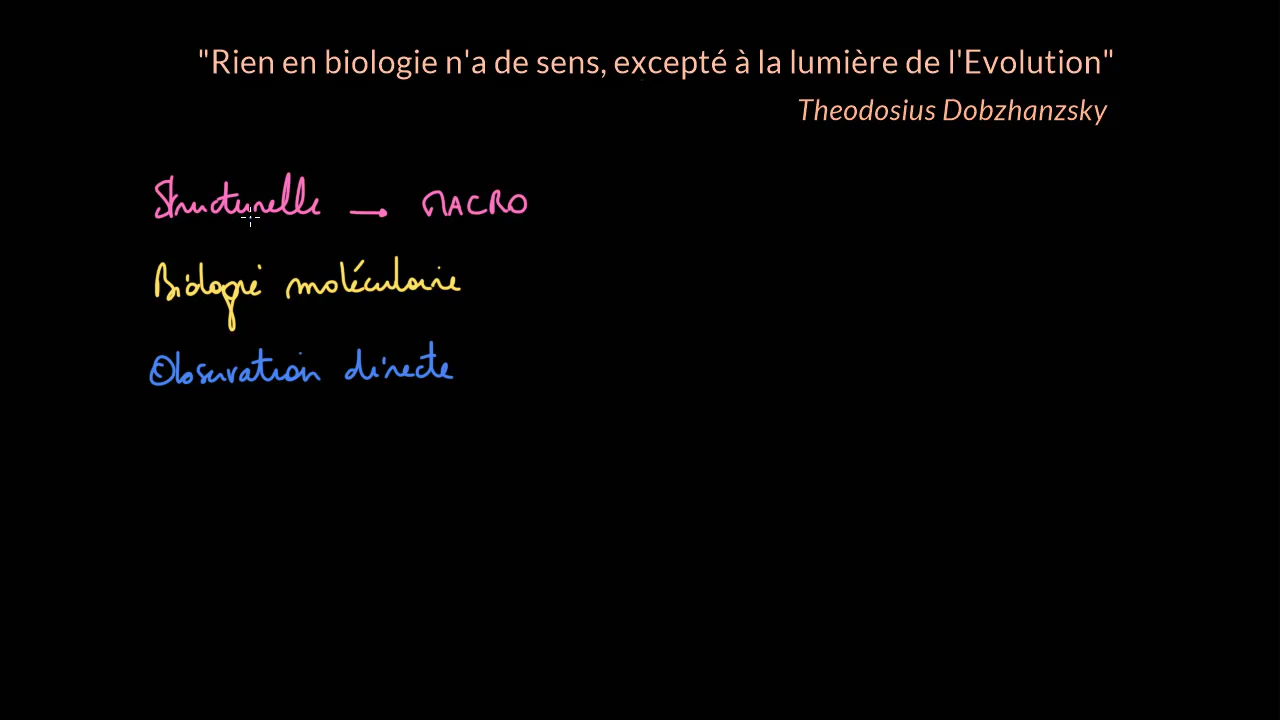 "Rien en biologie n'a de sens, excepté à la lumière de l'Evolution"
Theodosius Dobzhanzsky
Structurelle → MACRO
Biologie moléculaire
Observation directe